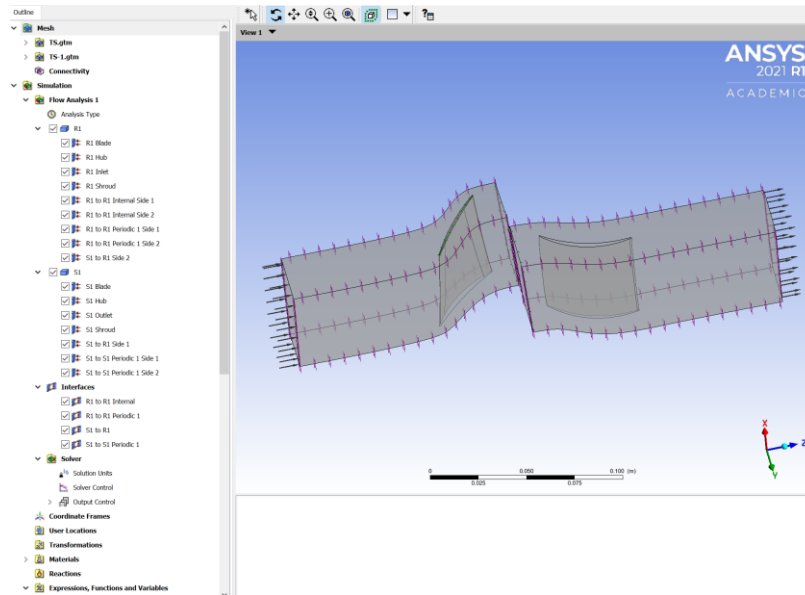 Outline
Mesh
TS.gtm
TS-1.gtm
Connectivity
Simulation
Flow Analysis 1
Analysis Type
R1
R1 Blade
R1 Hub
R1 Inlet
R1 Shroud
R1 to R1 Internal Side 1
R1 to R1 Internal Side 2
R1 to R1 Periodic 1 Side 1
R1 to R1 Periodic 1 Side 2
S1 to R1 Side 2
S1
S1 Blade
S1 Hub
S1 Outlet
S1 Shroud
S1 to R1 Side 1
S1 to S1 Periodic 1 Side 1
S1 to S1 Periodic 1 Side 2
Interfaces
R1 to R1 Internal
R1 to R1 Periodic 1
S1 to R1
S1 to S1 Periodic 1
Solver
Solution Units
Solver Control
Output Control
Coordinate Frames
User Locations
Transformations
Materials
Reactions
Expressions, Functions and Variables
View 1
ANSYS
2021 R1
ACADEMIC
0 0.050 0.100 (m)
0.025 0.075
X
Z
Y